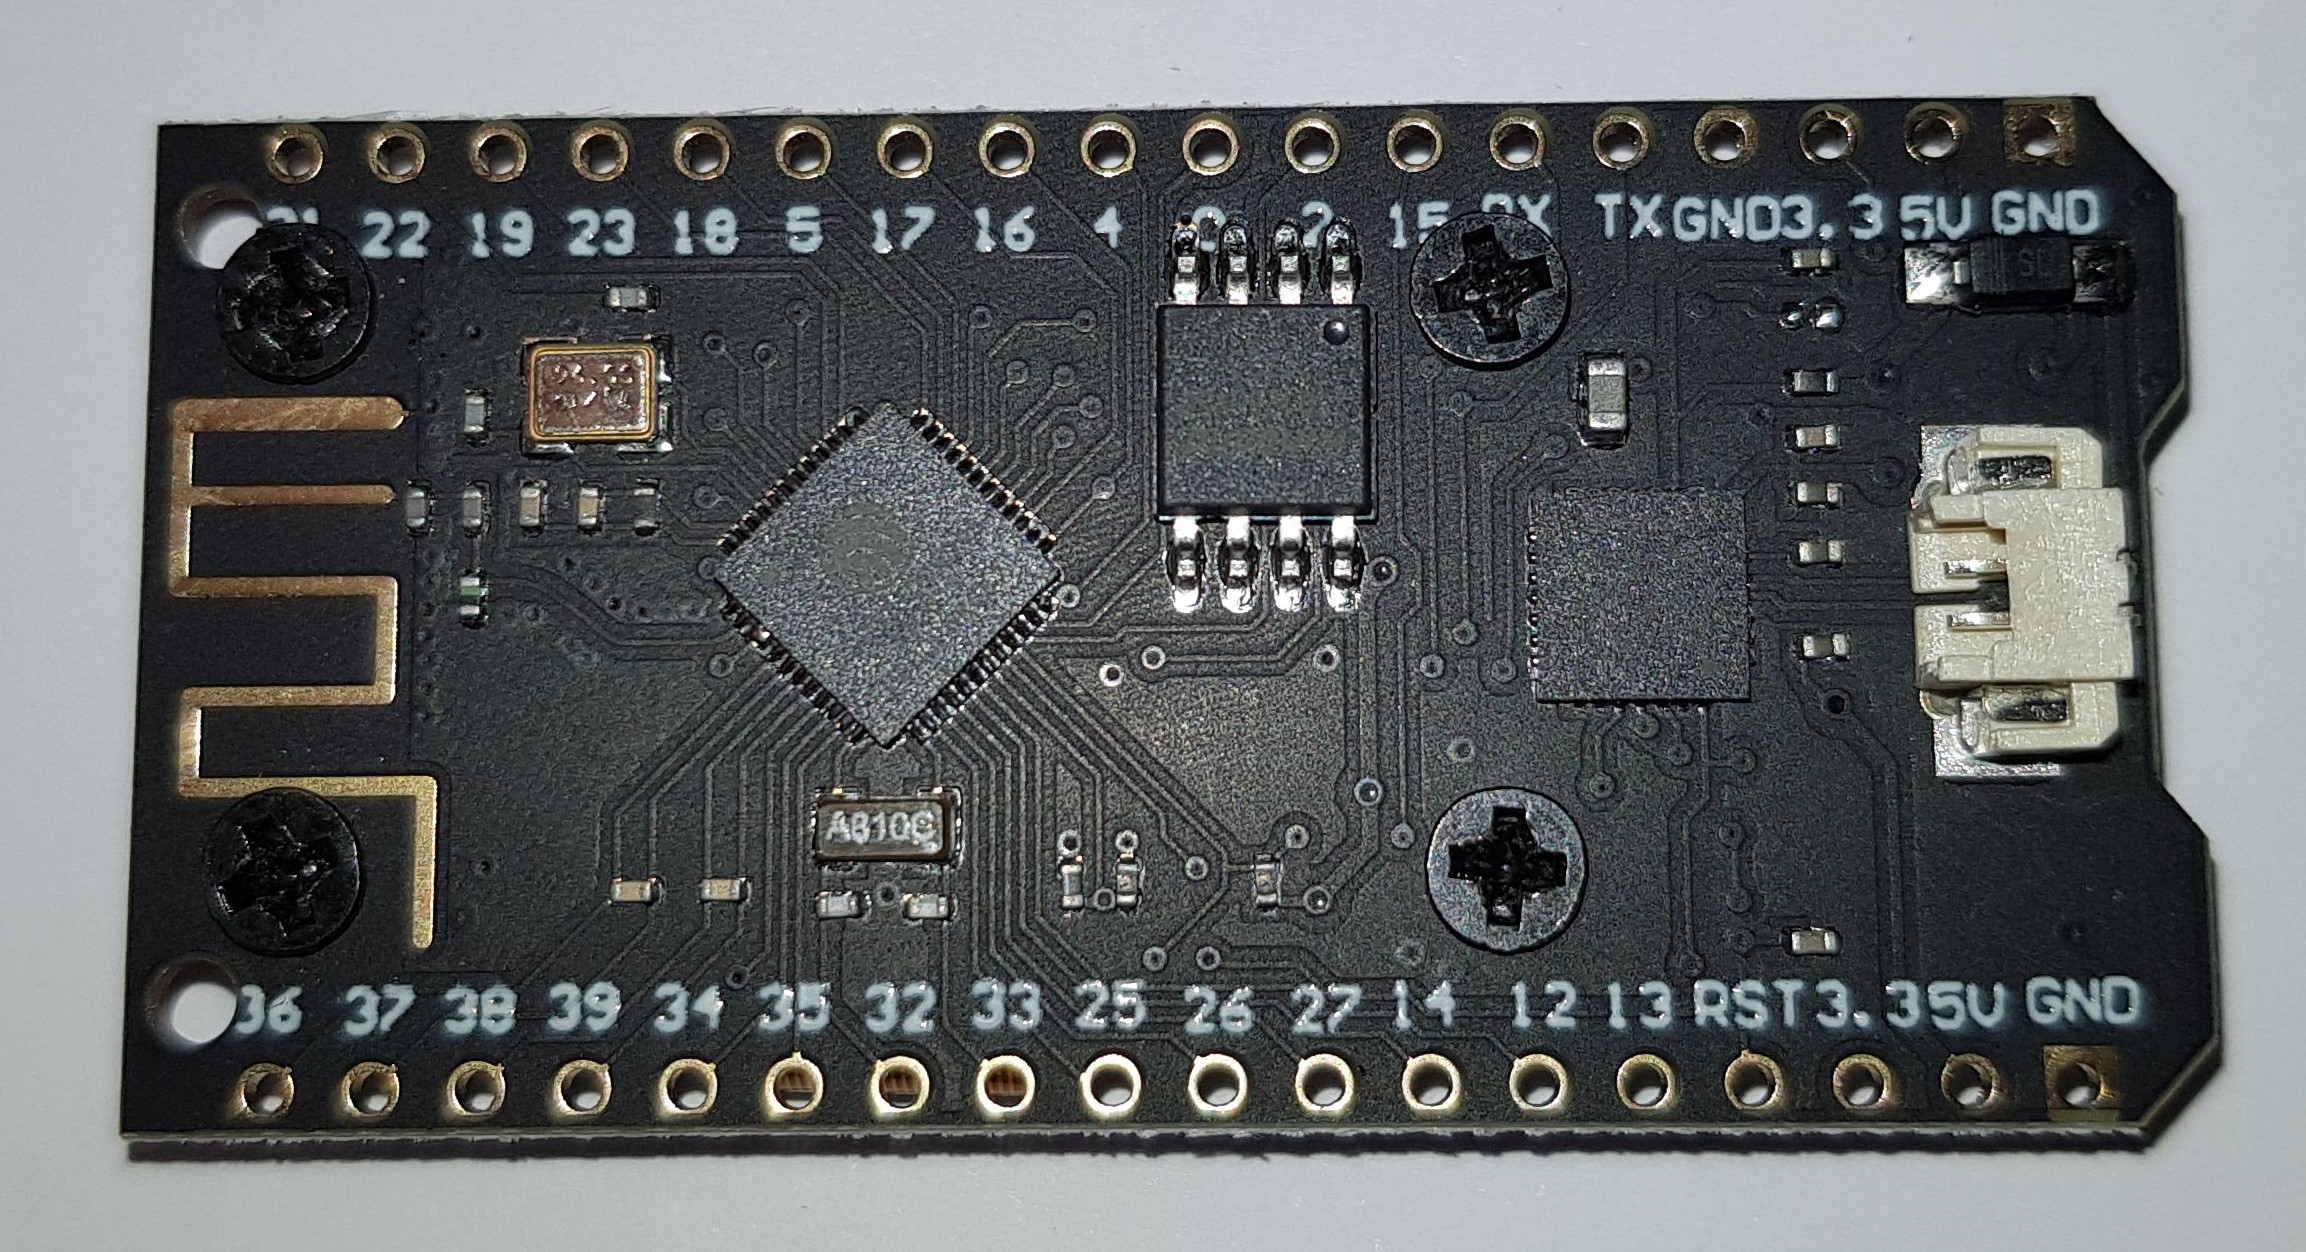 22 19 23 18 5 17 16 4 2 15 RX TX GND 3.3 5V GND
A810C
36 37 38 39 34 35 32 33 25 26 27 14 12 13 RST 3.3 5V GND